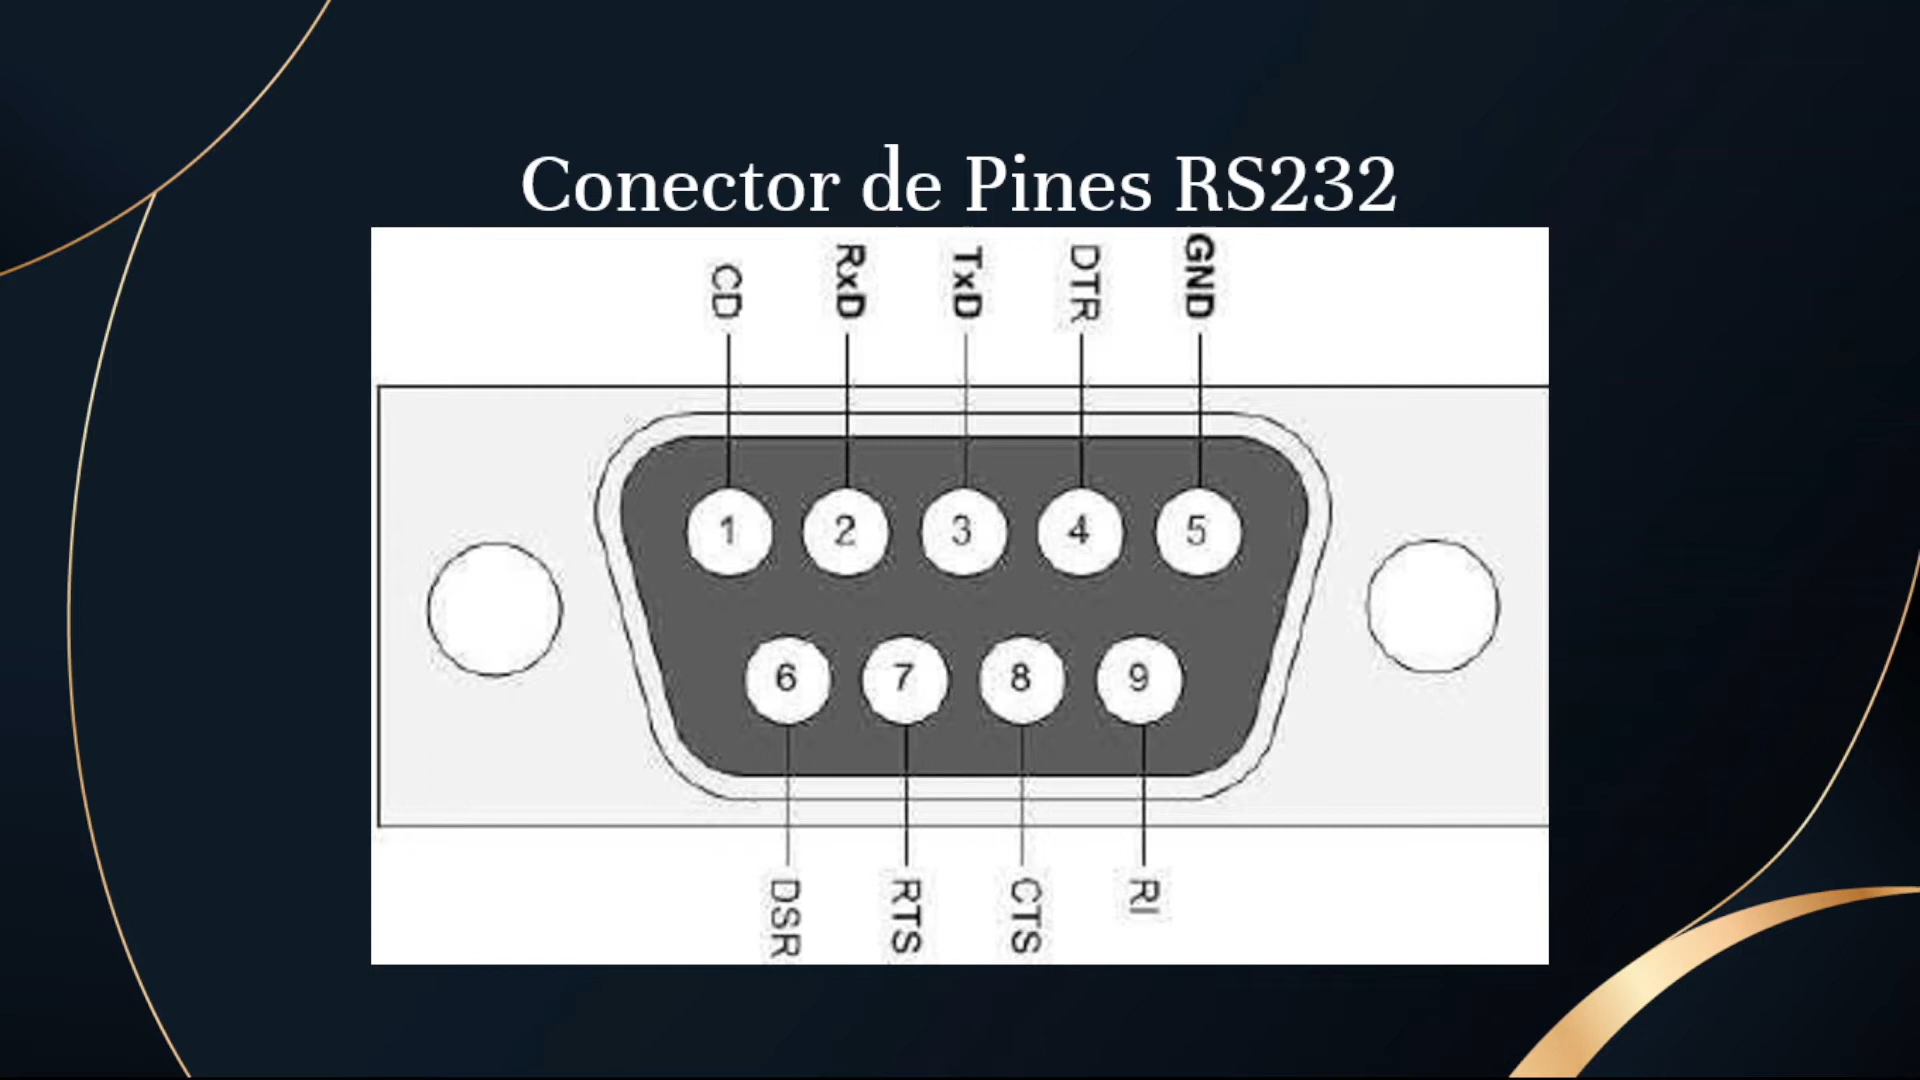 Conector de Pines RS232
CD RxD TxD DTR GND
1 2 3 4 5
6 7 8 9
DSR RTS CTS RI